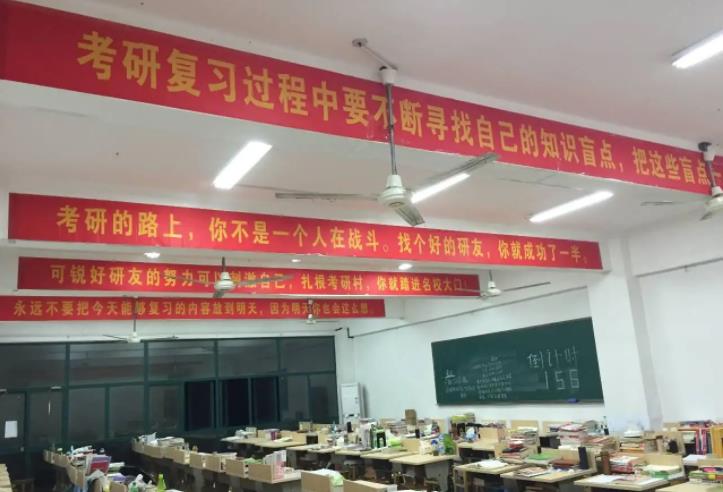 考研复习过程中要不断寻找自己的知识盲点，把这些盲点
考研的路上，你不是一个人在战斗。找个好的研友，你就成功了一半。
可锐好研友的努力可以刺激自己，扎根考研村，你就踏进名校大口！
永远不要把今天能够复习的内容放到明天，因为明天你也会这么想。
倒计时
156